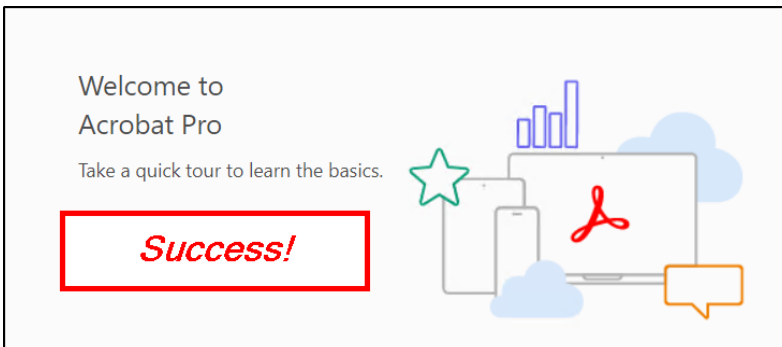 Welcome to
Acrobat Pro
Take a quick tour to learn the basics.
Success!